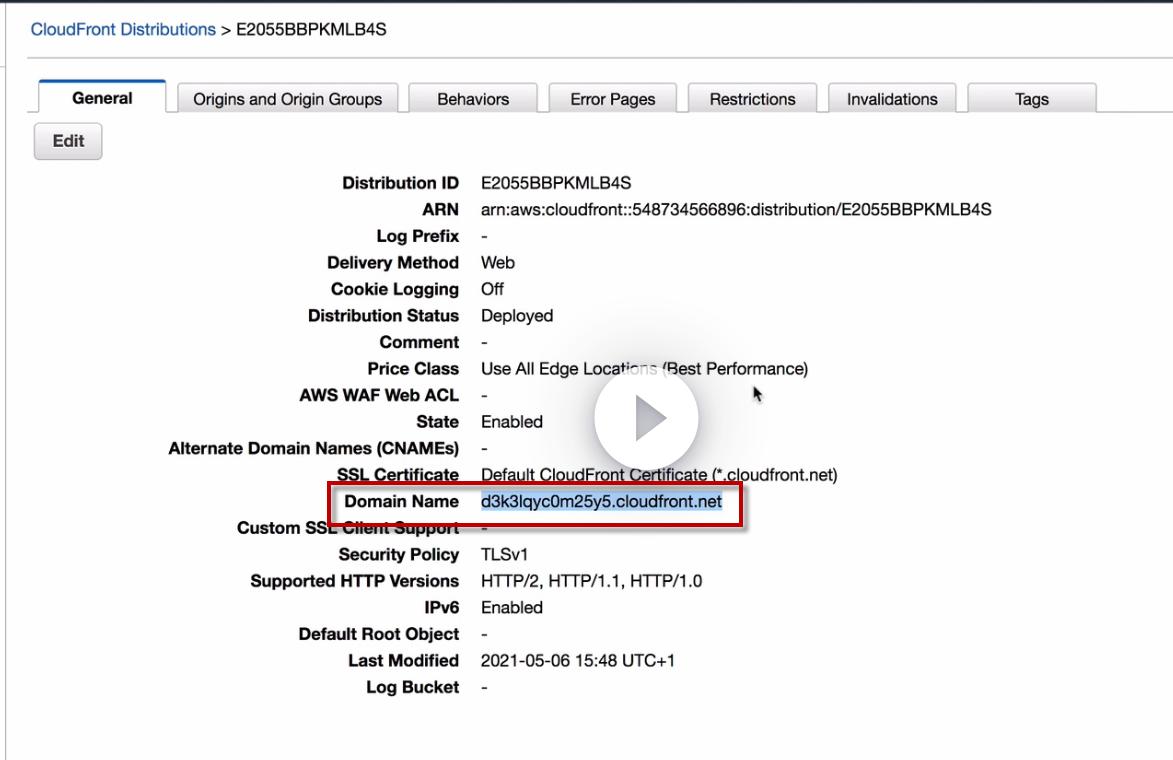 CloudFront Distributions > E2055BBPKMLB4S
General Origins and Origin Groups Behaviors Error Pages Restrictions Invalidations Tags
Edit
Distribution ID E2055BBPKMLB4S
ARN arn:aws:cloudfront::548734566896:distribution/E2055BBPKMLB4S
Log Prefix -
Delivery Method Web
Cookie Logging Off
Distribution Status Deployed
Comment -
Price Class Use All Edge Locations (Best Performance)
AWS WAF Web ACL -
State Enabled
Alternate Domain Names (CNAMEs) -
SSL Certificate Default CloudFront Certificate (*.cloudfront.net)
Domain Name d3k3lqyc0m25y5.cloudfront.net
Custom SSL Client Support -
Security Policy TLSv1
Supported HTTP Versions HTTP/2, HTTP/1.1, HTTP/1.0
IPv6 Enabled
Default Root Object -
Last Modified 2021-05-06 15:48 UTC+1
Log Bucket -